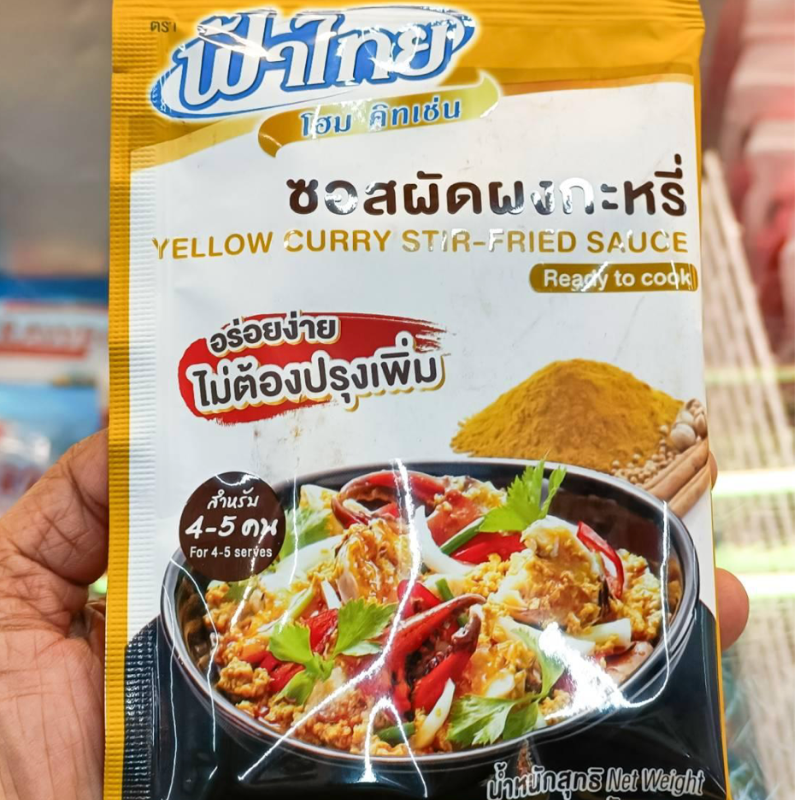 ตรา
ฟ้าไทย
โฮม คิทเช่น
ซอสผัดผงกะหรี่
YELLOW CURRY STIR-FRIED SAUCE
Ready to cook
อร่อยง่าย
ไม่ต้องปรุงเพิ่ม
สำหรับ
4-5 คน
For 4-5 serves
น้ำหนักสุทธิ Net Weight